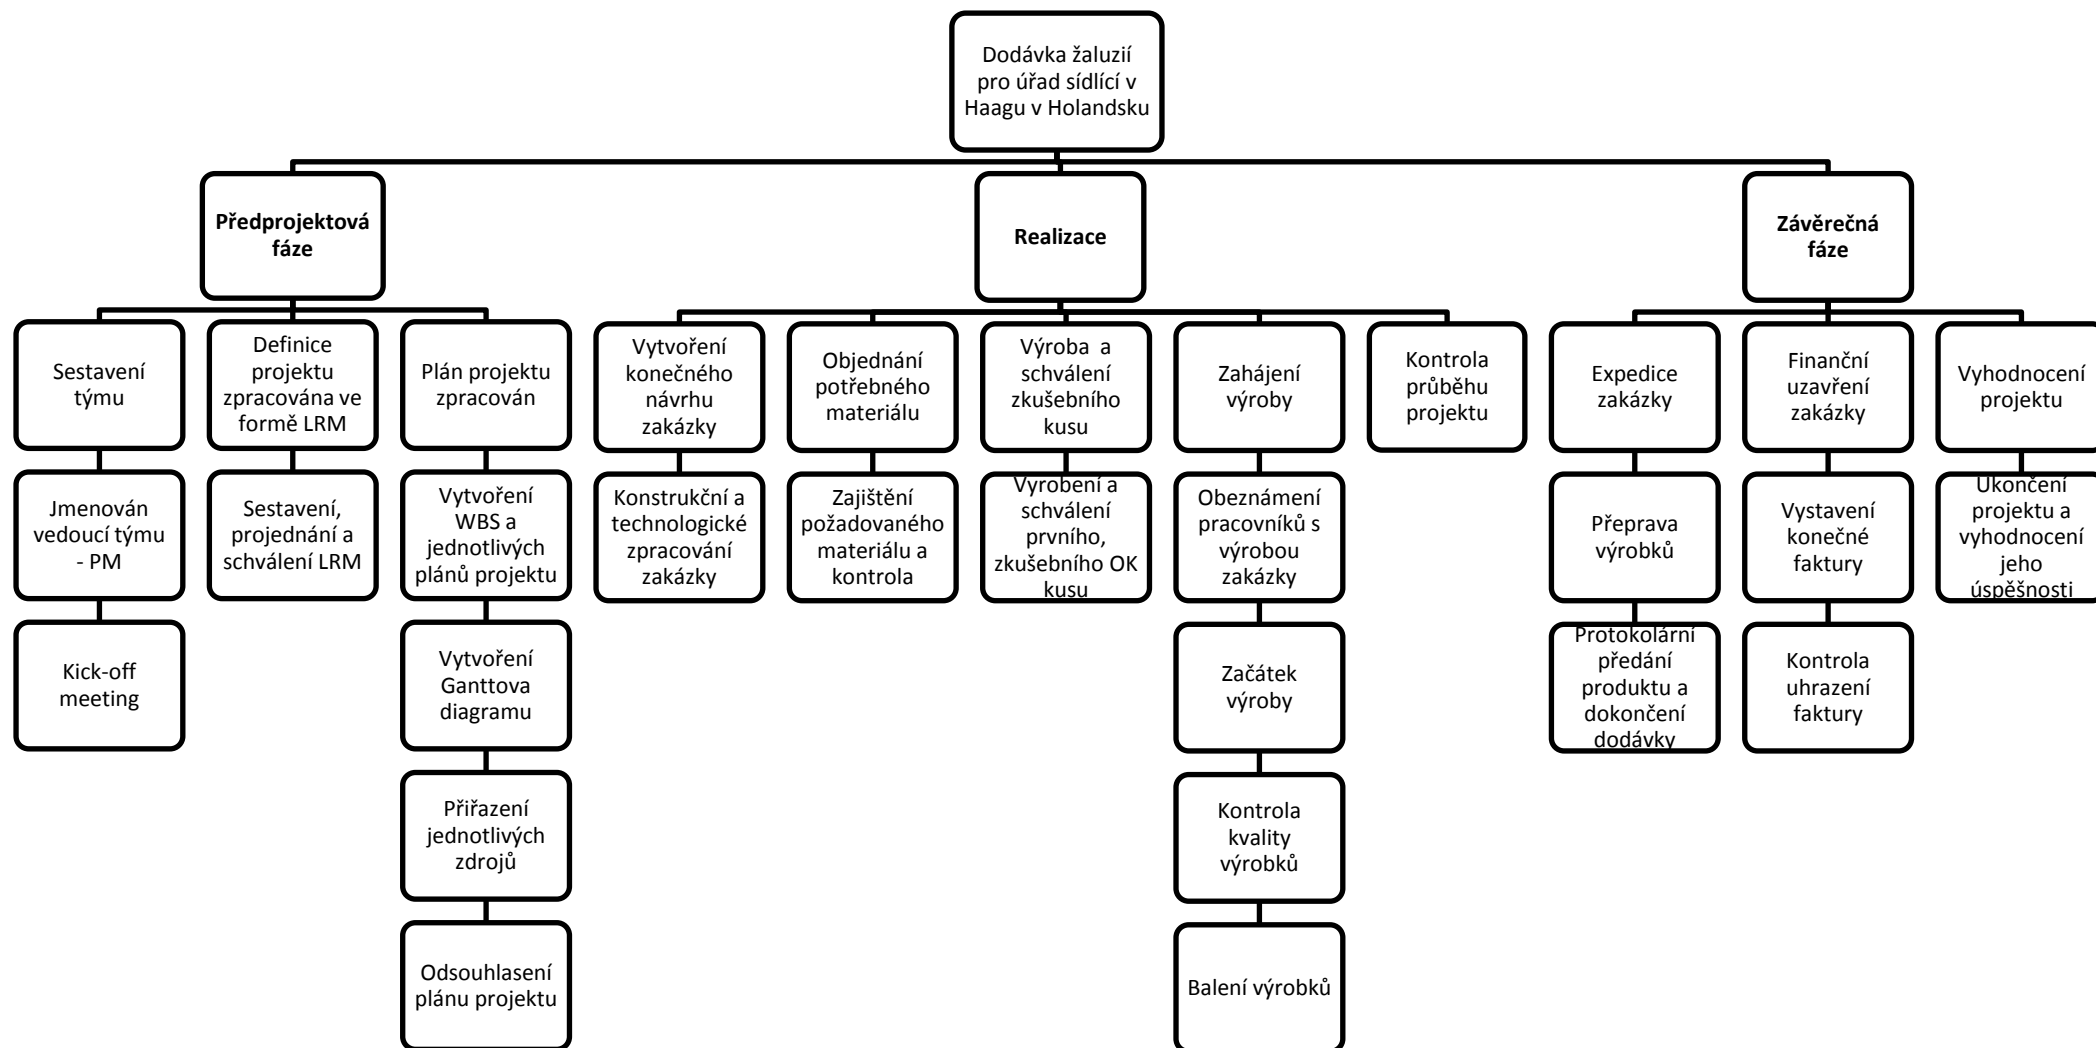 Dodávka žaluzií
pro úřad sídlící v
Haagu v Holandsku
Předprojektová
fáze
Realizace
Závěrečná
fáze
Sestavení
týmu
Definice
projektu
zpracována ve
formě LRM
Plán projektu
zpracován
Vytvoření
konečného
návrhu
zakázky
Objednání
potřebného
materiálu
Výroba a
schválení
zkušebního
kusu
Zahájení
výroby
Kontrola
průběhu
projektu
Expedice
zakázky
Finanční
uzavření
zakázky
Vyhodnocení
projektu
Jmenován
vedoucí týmu
- PM
Sestavení,
projednání a
schválení LRM
Vytvoření
WBS a
jednotlivých
plánů projektu
Konstrukční a
technologické
zpracování
zakázky
Zajištění
požadovaného
materiálu a
kontrola
Vyrobení a
schválení
prvního,
zkušebního OK
kusu
Obeznámení
pracovníků s
výrobou
zakázky
Přeprava
výrobků
Vystavení
konečné
faktury
Ukončení
projektu a
vyhodnocení
jeho
úspěšnosti
Kick-off
meeting
Vytvoření
Ganttova
diagramu
Začátek
výroby
Protokolární
předání
produktu a
dokončení
dodávky
Kontrola
uhrazení
faktury
Přiřazení
jednotlivých
zdrojů
Kontrola
kvality
výrobků
Odsouhlasení
plánu projektu
Balení výrobků